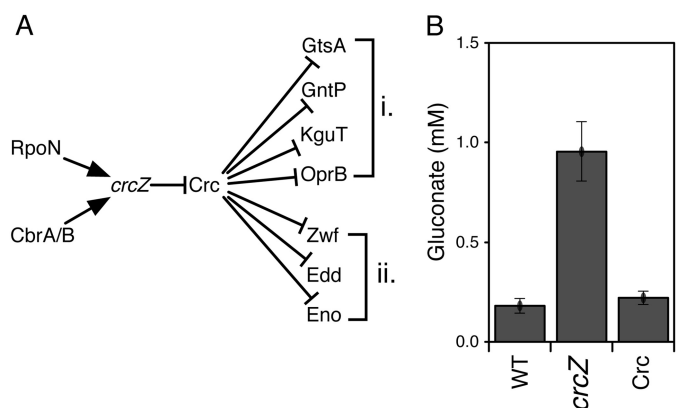 A
GtsA
GntP
KguT
OprB
i.
RpoN
crcZ
Crc
CbrA/B
Zwf
Edd
Eno
ii.
B
Gluconate (mM)
1.5
1.0
0.5
0.0
WT
crcZ
Crc